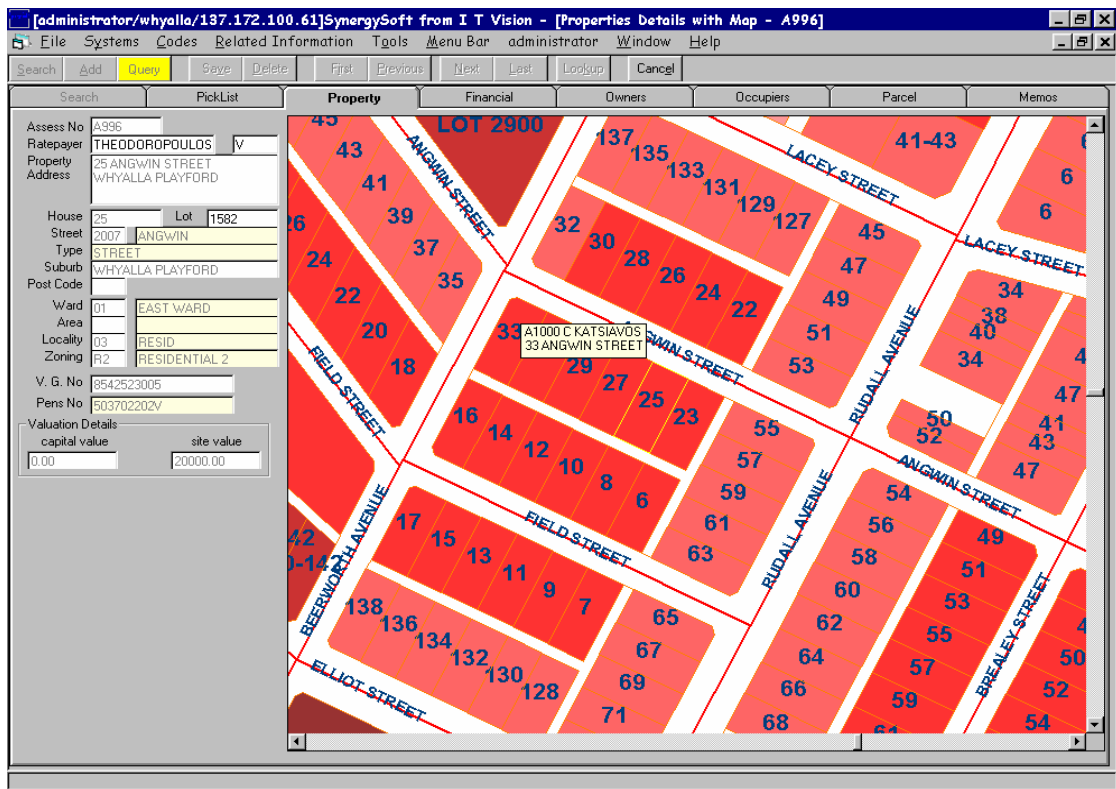 [administrator/whyalla/137.172.100.61]SynergySoft from I T Vision - [Properties Details with Map - A996]
File Systems Codes Related Information Tools Menu Bar administrator Window Help
Search Add Query Save Delete First Previous Next Last Lookup Cancel
Search PickList Property Financial Owners Occupiers Parcel Memos
Assess No A996
Ratepayer THEODOROPOULOS V
Property Address 25 ANGWIN STREET
WHYALLA PLAYFORD
House 25 Lot 1582
Street 2007 ANGWIN
Type STREET
Suburb WHYALLA PLAYFORD
Post Code
Ward 01 EAST WARD
Area
Locality 03 RESID
Zoning R2 RESIDENTIAL 2
V. G. No 8542523005
Pens No 503702202V
Valuation Details
capital value site value
0.00 20000.00
45 LOT 2900
43
41
39
37
35
ANGWIN STREET
26
24
22
20
18
FIELD STREET
137 135 133 131 129 127
LACEY STREET
41-43
6
6
LACEY STREET
32 30 28 26 24 22
45
47
49
51
53
RUDALL AVENUE
34
38
40
34
4
47
41
43
47
50
52
33
A1000 C KATSIAVOS
33 ANGWIN STREET
ANGWIN STREET
29 27 25 23
16 14 12 10 8 6
55
57
59
61
63
ANGWIN STREET
FIELD STREET
RUDALL AVENUE
54
56
58
60
62
64
66
68
49
51
53
55
57
59
61
BREALEY STREET
4
50
52
54
42
0-142
BEERWORTH AVENUE
17 15 13 11 9 7
138 136 134 132 130 128
65
67
69
71
ELLIOT STREET